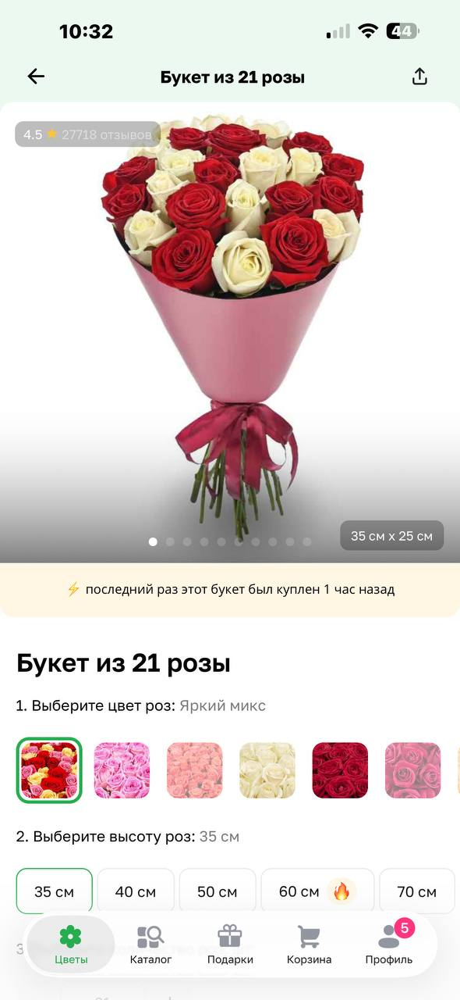 10:32
44
Букет из 21 розы
4.5 ⭐ 27718 отзывов
35 см x 25 см
⚡ последний раз этот букет был куплен 1 час назад
Букет из 21 розы
1. Выберите цвет роз: Яркий микс
2. Выберите высоту роз: 35 см
35 см 40 см 50 см 60 см 🔥 70 см
3
5
Цветы Каталог Подарки Корзина Профиль